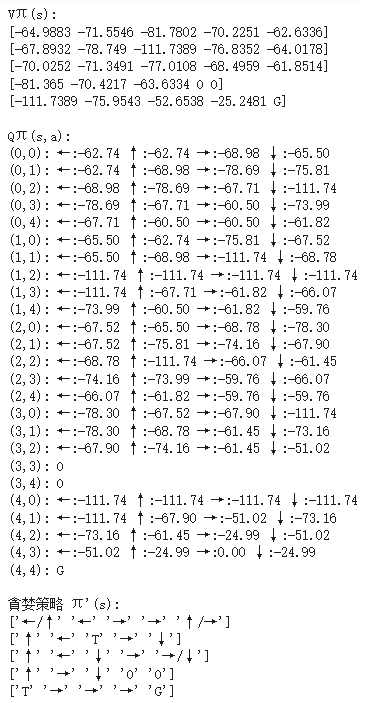 Vπ(s):
[-64.9883 -71.5546 -81.7802 -70.2251 -62.6336]
[-67.8932 -78.749 -111.7389 -76.8352 -64.0178]
[-70.0252 -71.3491 -77.0108 -68.4959 -61.8514]
[-81.365 -70.4217 -63.6334 O O]
[-111.7389 -75.9543 -52.6538 -25.2481 G]

Qπ(s,a):
(0,0): ←:-62.74 ↑:-62.74 →:-68.98 ↓:-65.50
(0,1): ←:-62.74 ↑:-68.98 →:-78.69 ↓:-75.81
(0,2): ←:-68.98 ↑:-78.69 →:-67.71 ↓:-111.74
(0,3): ←:-78.69 ↑:-67.71 →:-60.50 ↓:-73.99
(0,4): ←:-67.71 ↑:-60.50 →:-60.50 ↓:-61.82
(1,0): ←:-65.50 ↑:-62.74 →:-75.81 ↓:-67.52
(1,1): ←:-65.50 ↑:-68.98 →:-111.74 ↓:-68.78
(1,2): ←:-111.74 ↑:-111.74 →:-111.74 ↓:-111.74
(1,3): ←:-111.74 ↑:-67.71 →:-61.82 ↓:-66.07
(1,4): ←:-73.99 ↑:-60.50 →:-61.82 ↓:-59.76
(2,0): ←:-67.52 ↑:-65.50 →:-68.78 ↓:-78.30
(2,1): ←:-67.52 ↑:-75.81 →:-74.16 ↓:-67.90
(2,2): ←:-68.78 ↑:-111.74 →:-66.07 ↓:-61.45
(2,3): ←:-74.16 ↑:-73.99 →:-59.76 ↓:-66.07
(2,4): ←:-66.07 ↑:-61.82 →:-59.76 ↓:-59.76
(3,0): ←:-78.30 ↑:-67.52 →:-67.90 ↓:-111.74
(3,1): ←:-78.30 ↑:-68.78 →:-61.45 ↓:-73.16
(3,2): ←:-67.90 ↑:-74.16 →:-61.45 ↓:-51.02
(3,3): O
(3,4): O
(4,0): ←:-111.74 ↑:-111.74 →:-111.74 ↓:-111.74
(4,1): ←:-111.74 ↑:-67.90 →:-51.02 ↓:-73.16
(4,2): ←:-73.16 ↑:-61.45 →:-24.99 ↓:-51.02
(4,3): ←:-51.02 ↑:-24.99 →:0.00 ↓:-24.99
(4,4): G

貪婪策略 π'(s):
['←/↑' '←' '→' '→' '↑/→']
['↑' '←' 'T' '→' '↓']
['↑' '←' '↓' '→' '→/↓']
['↑' '→' '↓' 'O' 'O']
['T' '→' '→' '→' 'G']